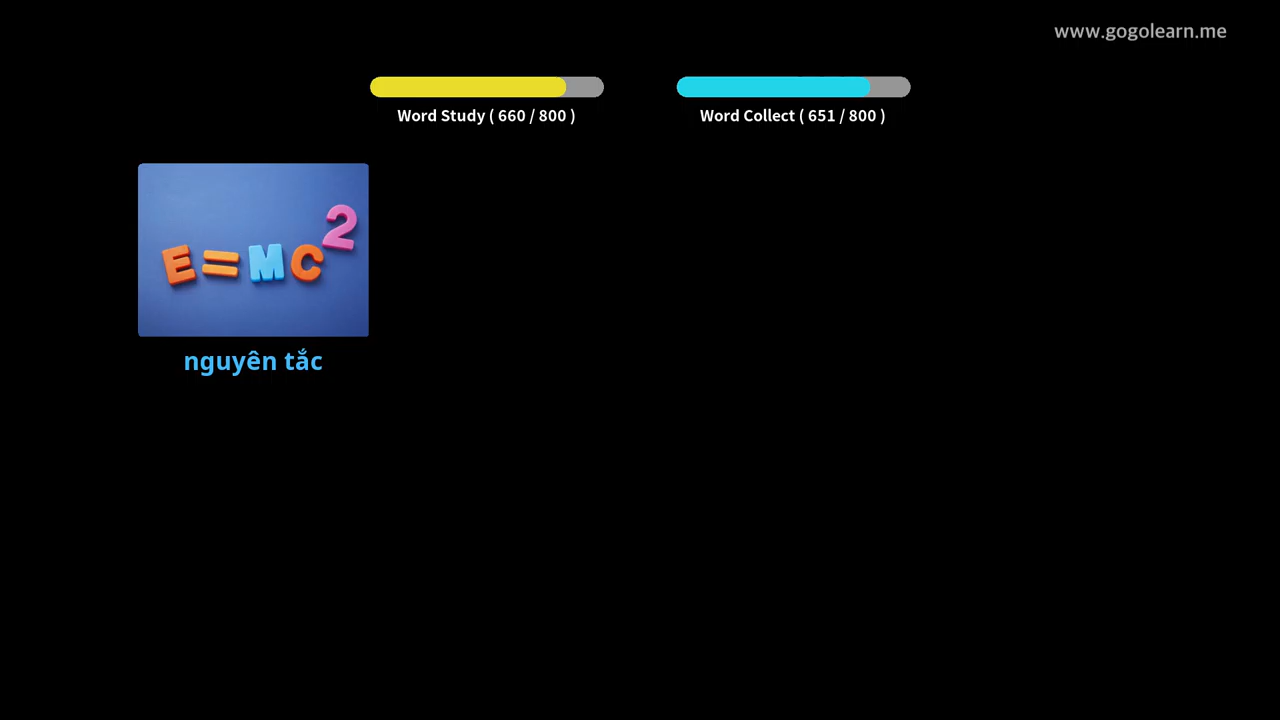 www.gogolearn.me
Word Study ( 660 / 800 )
Word Collect ( 651 / 800 )
E=MC²
nguyên tắc